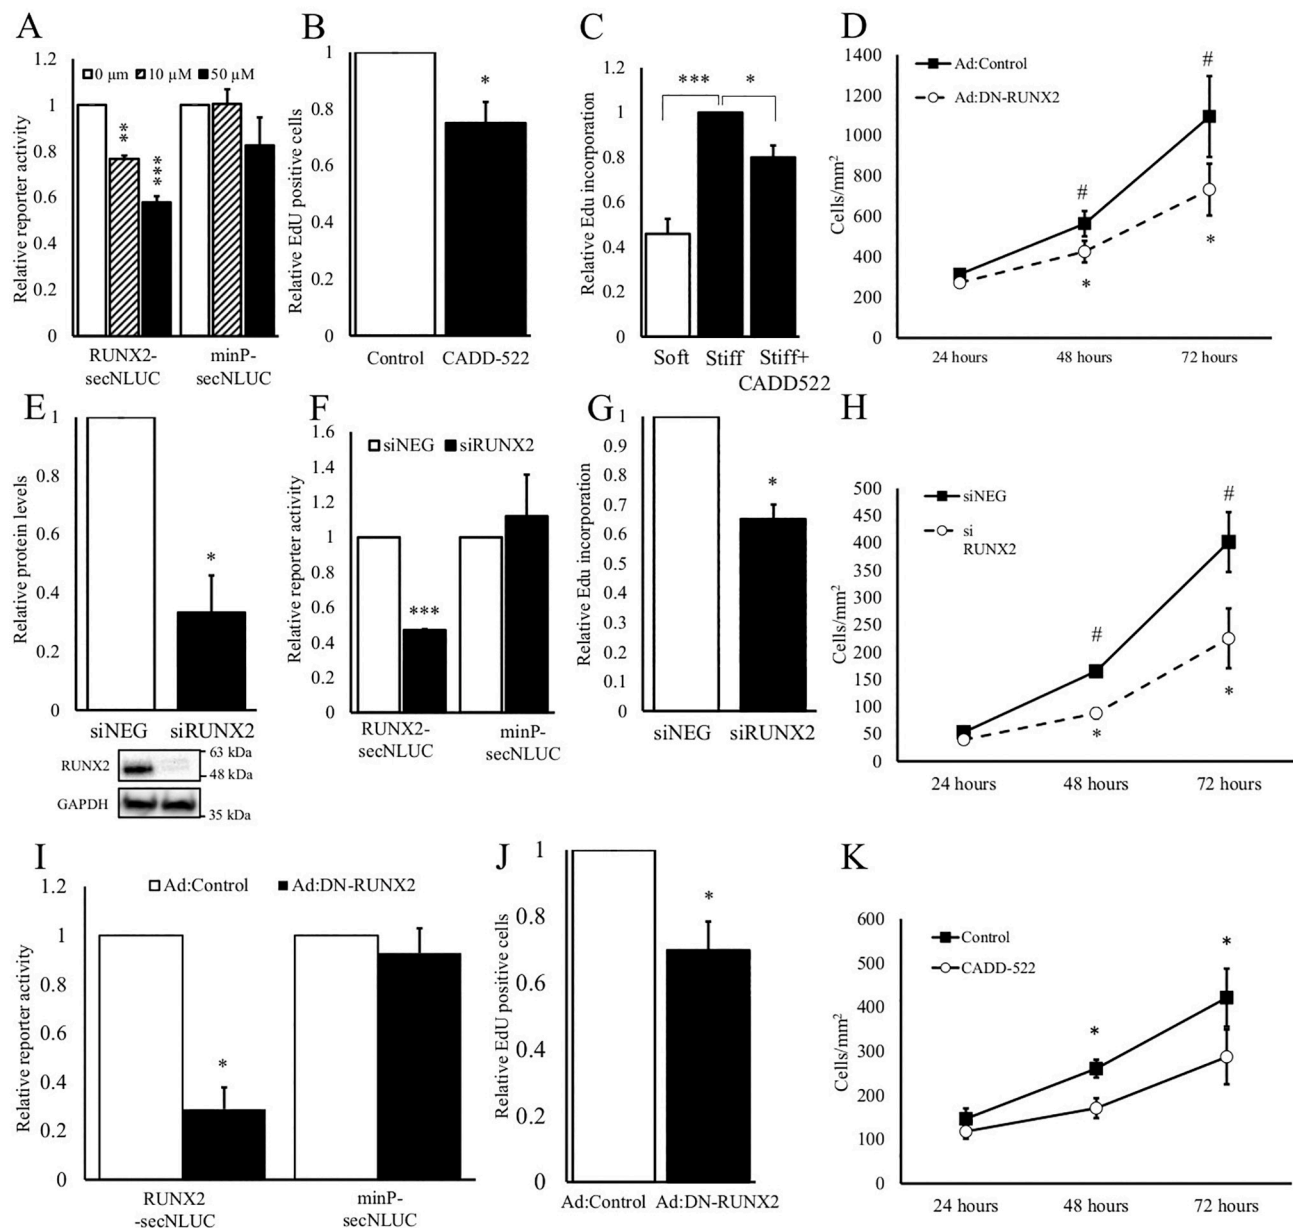 A
Relative reporter activity
1.2
1
0.8
0.6
0.4
0.2
0
0 µm 10 µM 50 µM
**
***
RUNX2-
secNLUC
minP-
secNLUC
B
Relative EdU positive cells
1
0.8
0.6
0.4
0.2
0
*
Control CADD-522
C
Relative Edu incorporation
1.2
1
0.8
0.6
0.4
0.2
0
*** *
Soft Stiff Stiff+
CADD522
D
Cells/mm2
1400
1200
1000
800
600
400
200
0
Ad:Control
Ad:DN-RUNX2
#
#
*
*
24 hours 48 hours 72 hours
E
Relative protein levels
1
0.8
0.6
0.4
0.2
0
*
siNEG siRUNX2
RUNX2
63 kDa
48 kDa
GAPDH
35 kDa
F
Relative reporter activity
1.6
1.4
1.2
1
0.8
0.6
0.4
0.2
0
siNEG siRUNX2
***
RUNX2-
secNLUC
minP-
secNLUC
G
Relative Edu incorporation
1
0.9
0.8
0.7
0.6
0.5
0.4
0.3
0.2
0.1
0
*
siNEG siRUNX2
H
Cells/mm2
500
450
400
350
300
250
200
150
100
50
0
siNEG
si
RUNX2
#
#
*
*
24 hours 48 hours 72 hours
I
Relative reporter activity
1.2
1
0.8
0.6
0.4
0.2
0
Ad:Control Ad:DN-RUNX2
*
RUNX2
-secNLUC
minP-
secNLUC
J
Relative EdU positive cells
1
0.8
0.6
0.4
0.2
0
*
Ad:Control Ad:DN-RUNX2
K
Cells/mm2
600
500
400
300
200
100
0
Control
CADD-522
*
*
24 hours 48 hours 72 hours